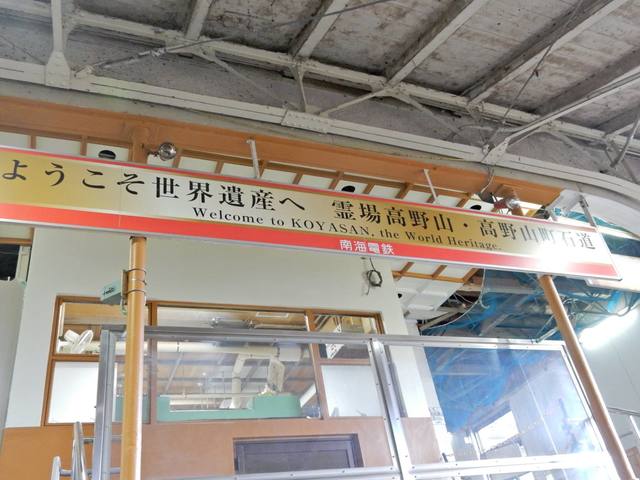 ようこそ世界遺産へ 霊場高野山・高野山町石道
Welcome to KOYASAN, the World Heritage.
南海電鉄